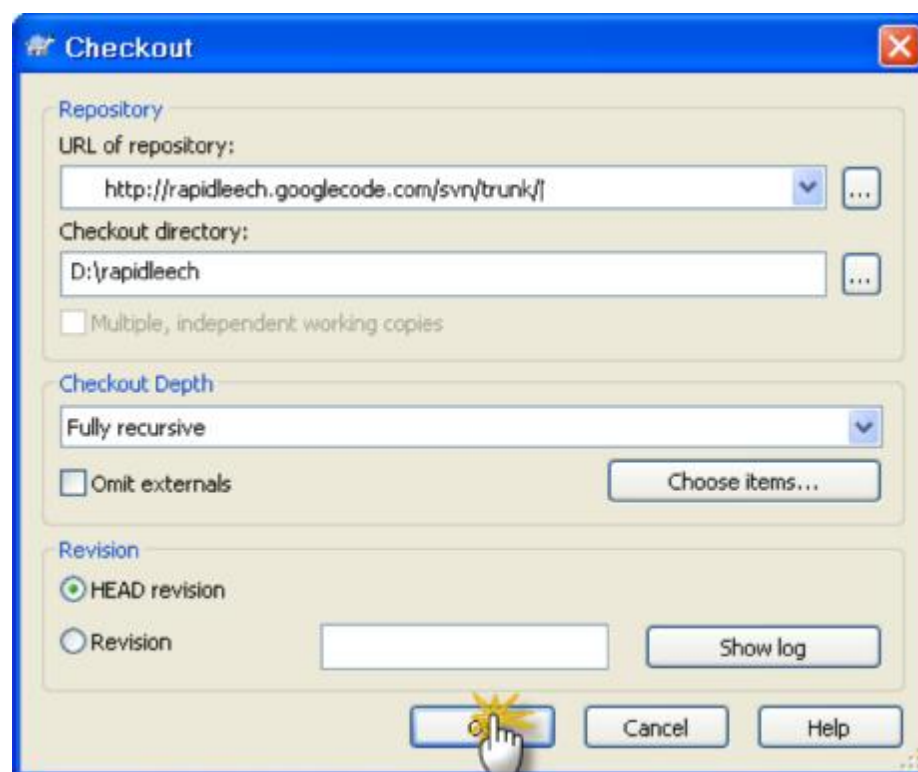 Checkout
Repository
URL of repository:
http://rapidleech.googlecode.com/svn/trunk/
...
Checkout directory:
D:\rapidleech
...
Multiple, independent working copies
Checkout Depth
Fully recursive
Omit externals
Choose items...
Revision
HEAD revision
Revision
Show log
Cancel
Help